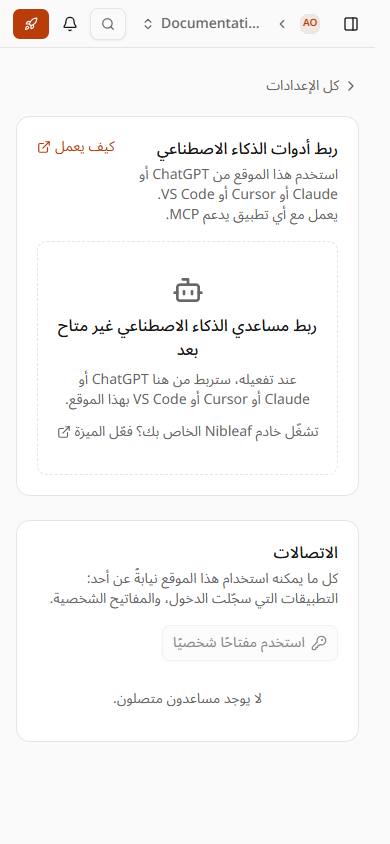 AO
Documentati...
كل الإعدادات
ربط أدوات الذكاء الاصطناعي
كيف يعمل
استخدم هذا الموقع من ChatGPT أو
Claude أو Cursor أو VS Code.
يعمل مع أي تطبيق يدعم MCP.
ربط مساعدي الذكاء الاصطناعي غير متاح
بعد
عند تفعيله، ستربط من هنا ChatGPT أو
Claude أو Cursor أو VS Code بهذا الموقع.
تشغّل خادم Nibleaf الخاص بك؟ فعّل الميزة
الاتصالات
كل ما يمكنه استخدام هذا الموقع نيابةً عن أحد:
التطبيقات التي سجّلت الدخول، والمفاتيح الشخصية.
استخدم مفتاحًا شخصيًا
لا يوجد مساعدون متصلون.